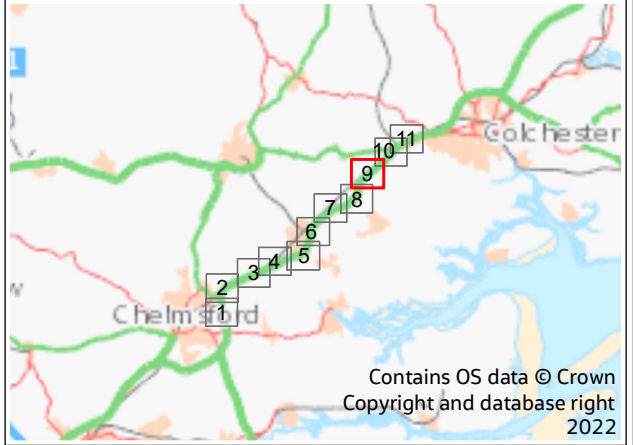 1
Colchester
11
10
9
8
7
6
5
4
3
2
1
Chelmsford
w
Contains OS data © Crown
Copyright and database right
2022